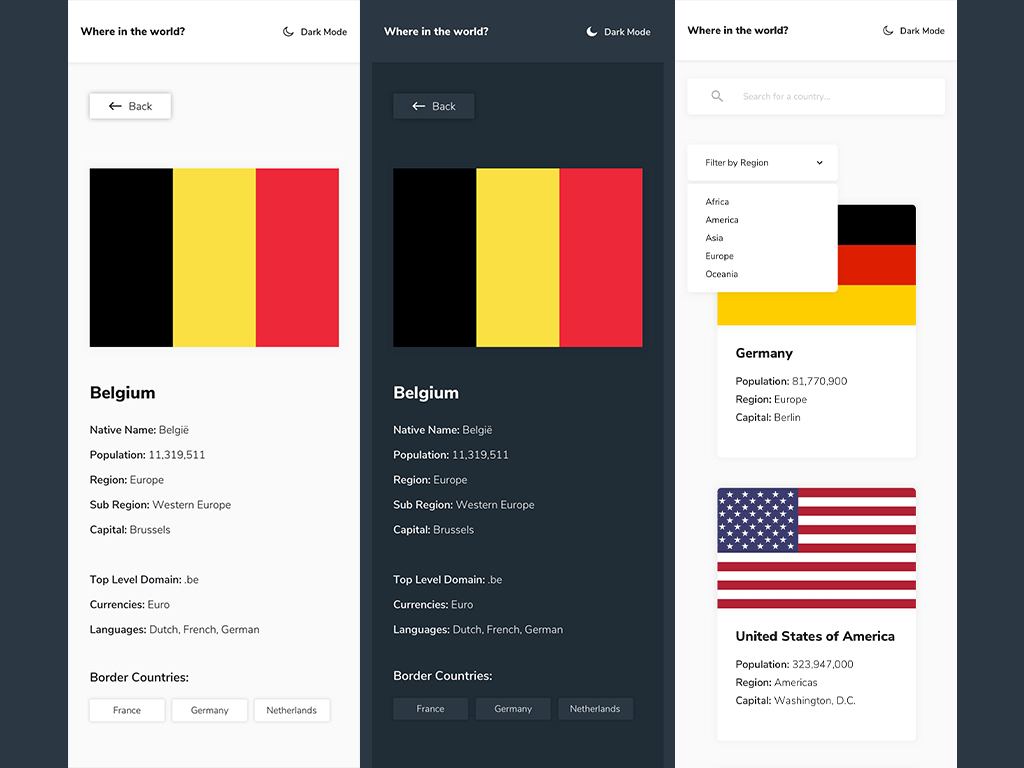 Where in the world?
Dark Mode
Back
Belgium
Native Name: België
Population: 11,319,511
Region: Europe
Sub Region: Western Europe
Capital: Brussels
Top Level Domain: .be
Currencies: Euro
Languages: Dutch, French, German
Border Countries:
France
Germany
Netherlands
Where in the world?
Dark Mode
Back
Belgium
Native Name: België
Population: 11,319,511
Region: Europe
Sub Region: Western Europe
Capital: Brussels
Top Level Domain: .be
Currencies: Euro
Languages: Dutch, French, German
Border Countries:
France
Germany
Netherlands
Where in the world?
Dark Mode
Search for a country...
Filter by Region
Africa
America
Asia
Europe
Oceania
Germany
Population: 81,770,900
Region: Europe
Capital: Berlin
United States of America
Population: 323,947,000
Region: Americas
Capital: Washington, D.C.